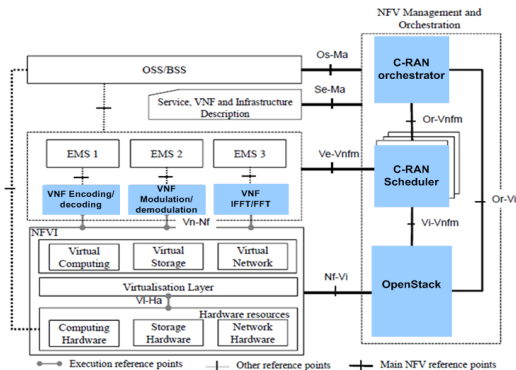 NFV Management and
Orchestration
Os-Ma
OSS/BSS
C-RAN
orchestrator
Se-Ma
Service, VNF and Infrastructure
Description
Or-Vnfm
EMS 1
EMS 2
EMS 3
Ve-Vnfm
C-RAN
Scheduler
VNF Encoding/
decoding
VNF
Modulation/
demodulation
VNF
IFFT/FFT
Or-Vi
Vn-Nf
Vi-Vnfm
NFVI
Virtual
Computing
Virtual
Storage
Virtual
Network
Nf-Vi
OpenStack
Virtualisation Layer
Vl-Ha
Hardware resources
Computing
Hardware
Storage
Hardware
Network
Hardware
Execution reference points
Other reference points
Main NFV reference points